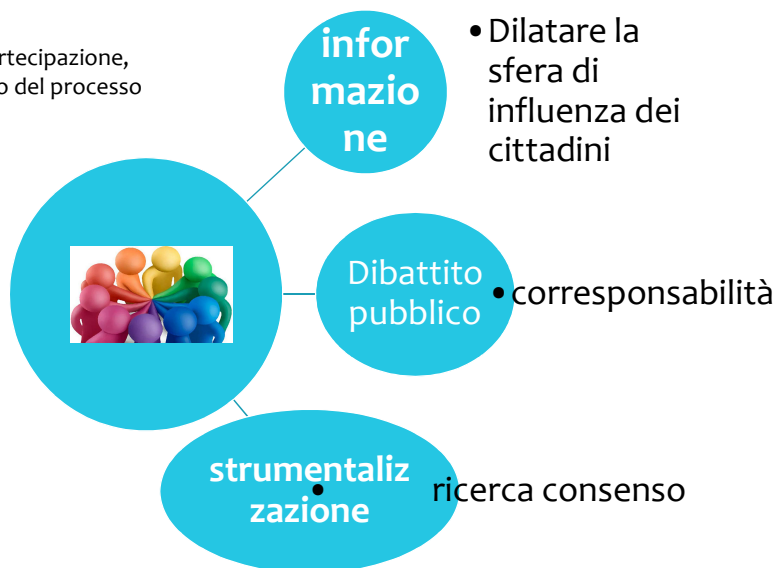 rtecipazione,
o del processo
infor
mazio
ne
• Dilatare la
sfera di
influenza dei
cittadini
Dibattito
pubblico
• corresponsabilità
strumentaliz
zazione
• ricerca consenso